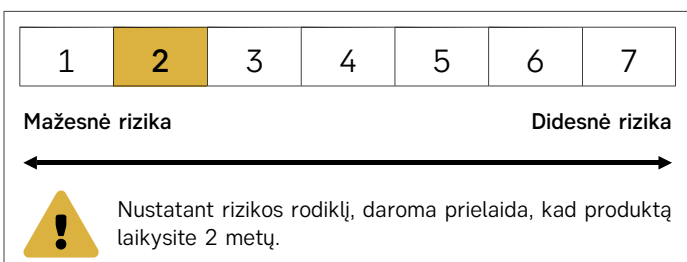 1 2 3 4 5 6 7
Mažesnė rizika Didesnė rizika
Nustatant rizikos rodiklį, daroma prielaida, kad produktą
laikysite 2 metų.